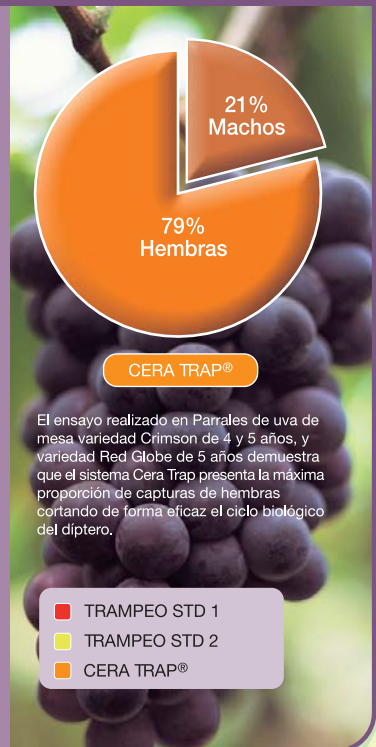 21%
Machos
79%
Hembras
CERA TRAP®
El ensayo realizado en Parrales de uva de
mesa variedad Crimson de 4 y 5 años, y
variedad Red Globe de 5 años demuestra
que el sistema Cera Trap presenta la máxima
proporción de capturas de hembras
cortando de forma eficaz el ciclo biológico
del díptero.
TRAMPEO STD 1
TRAMPEO STD 2
CERA TRAP®